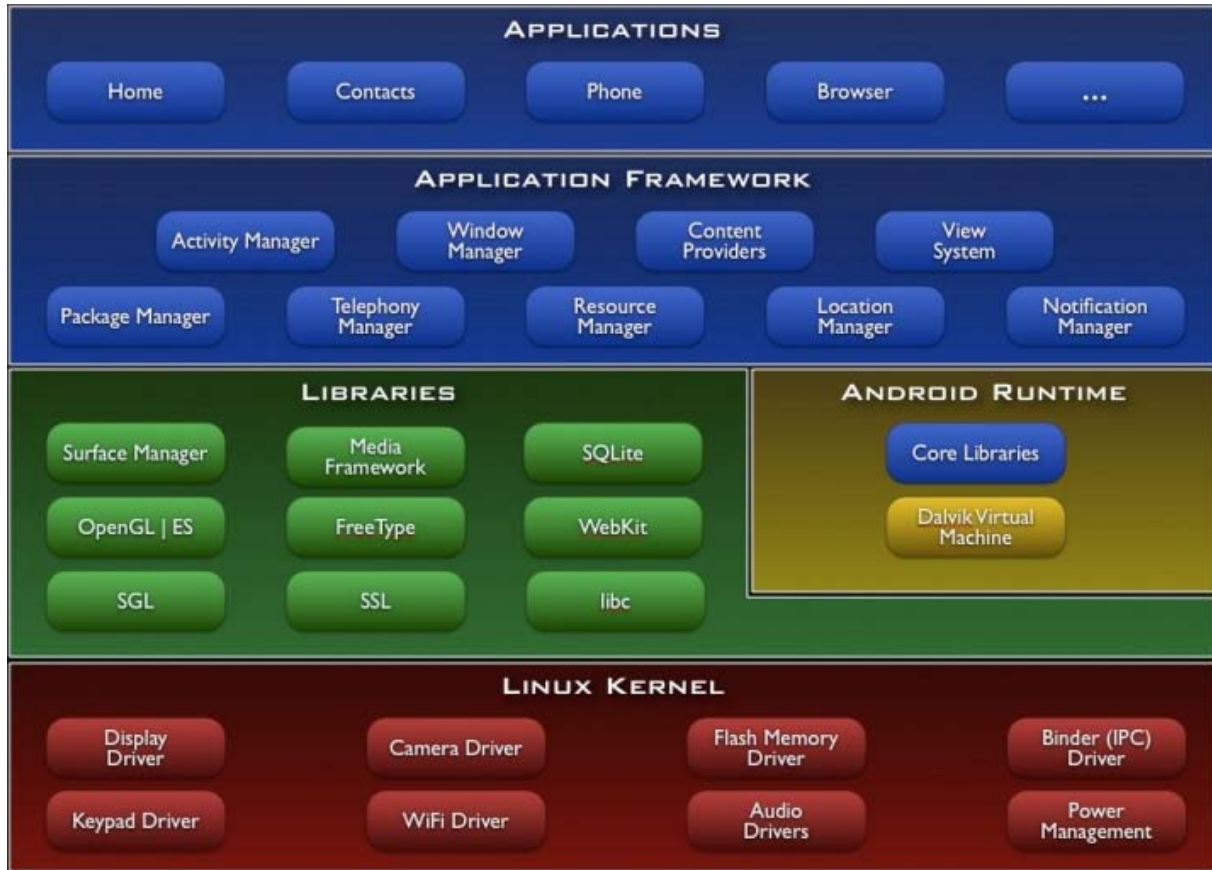 APPLICATIONS
Home
Contacts
Phone
Browser
...
APPLICATION FRAMEWORK
Activity Manager
Window
Manager
Content
Providers
View
System
Package Manager
Telephony
Manager
Resource
Manager
Location
Manager
Notification
Manager
LIBRARIES
Surface Manager
Media
Framework
SQLite
OpenGL | ES
FreeType
WebKit
SGL
SSL
libc
ANDROID RUNTIME
Core Libraries
Dalvik Virtual
Machine
LINUX KERNEL
Display
Driver
Camera Driver
Flash Memory
Driver
Binder (IPC)
Driver
Keypad Driver
WiFi Driver
Audio
Drivers
Power
Management